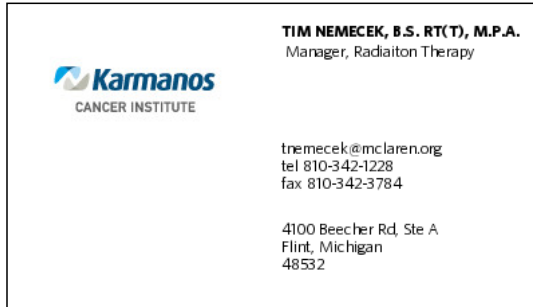 TIM NEMECEK, B.S. RT(T), M.P.A.
Manager, Radiaiton Therapy
Karmanos
CANCER INSTITUTE
tnemecek@mclaren.org
tel 810-342-1228
fax 810-342-3784
4100 Beecher Rd, Ste A
Flint, Michigan
48532